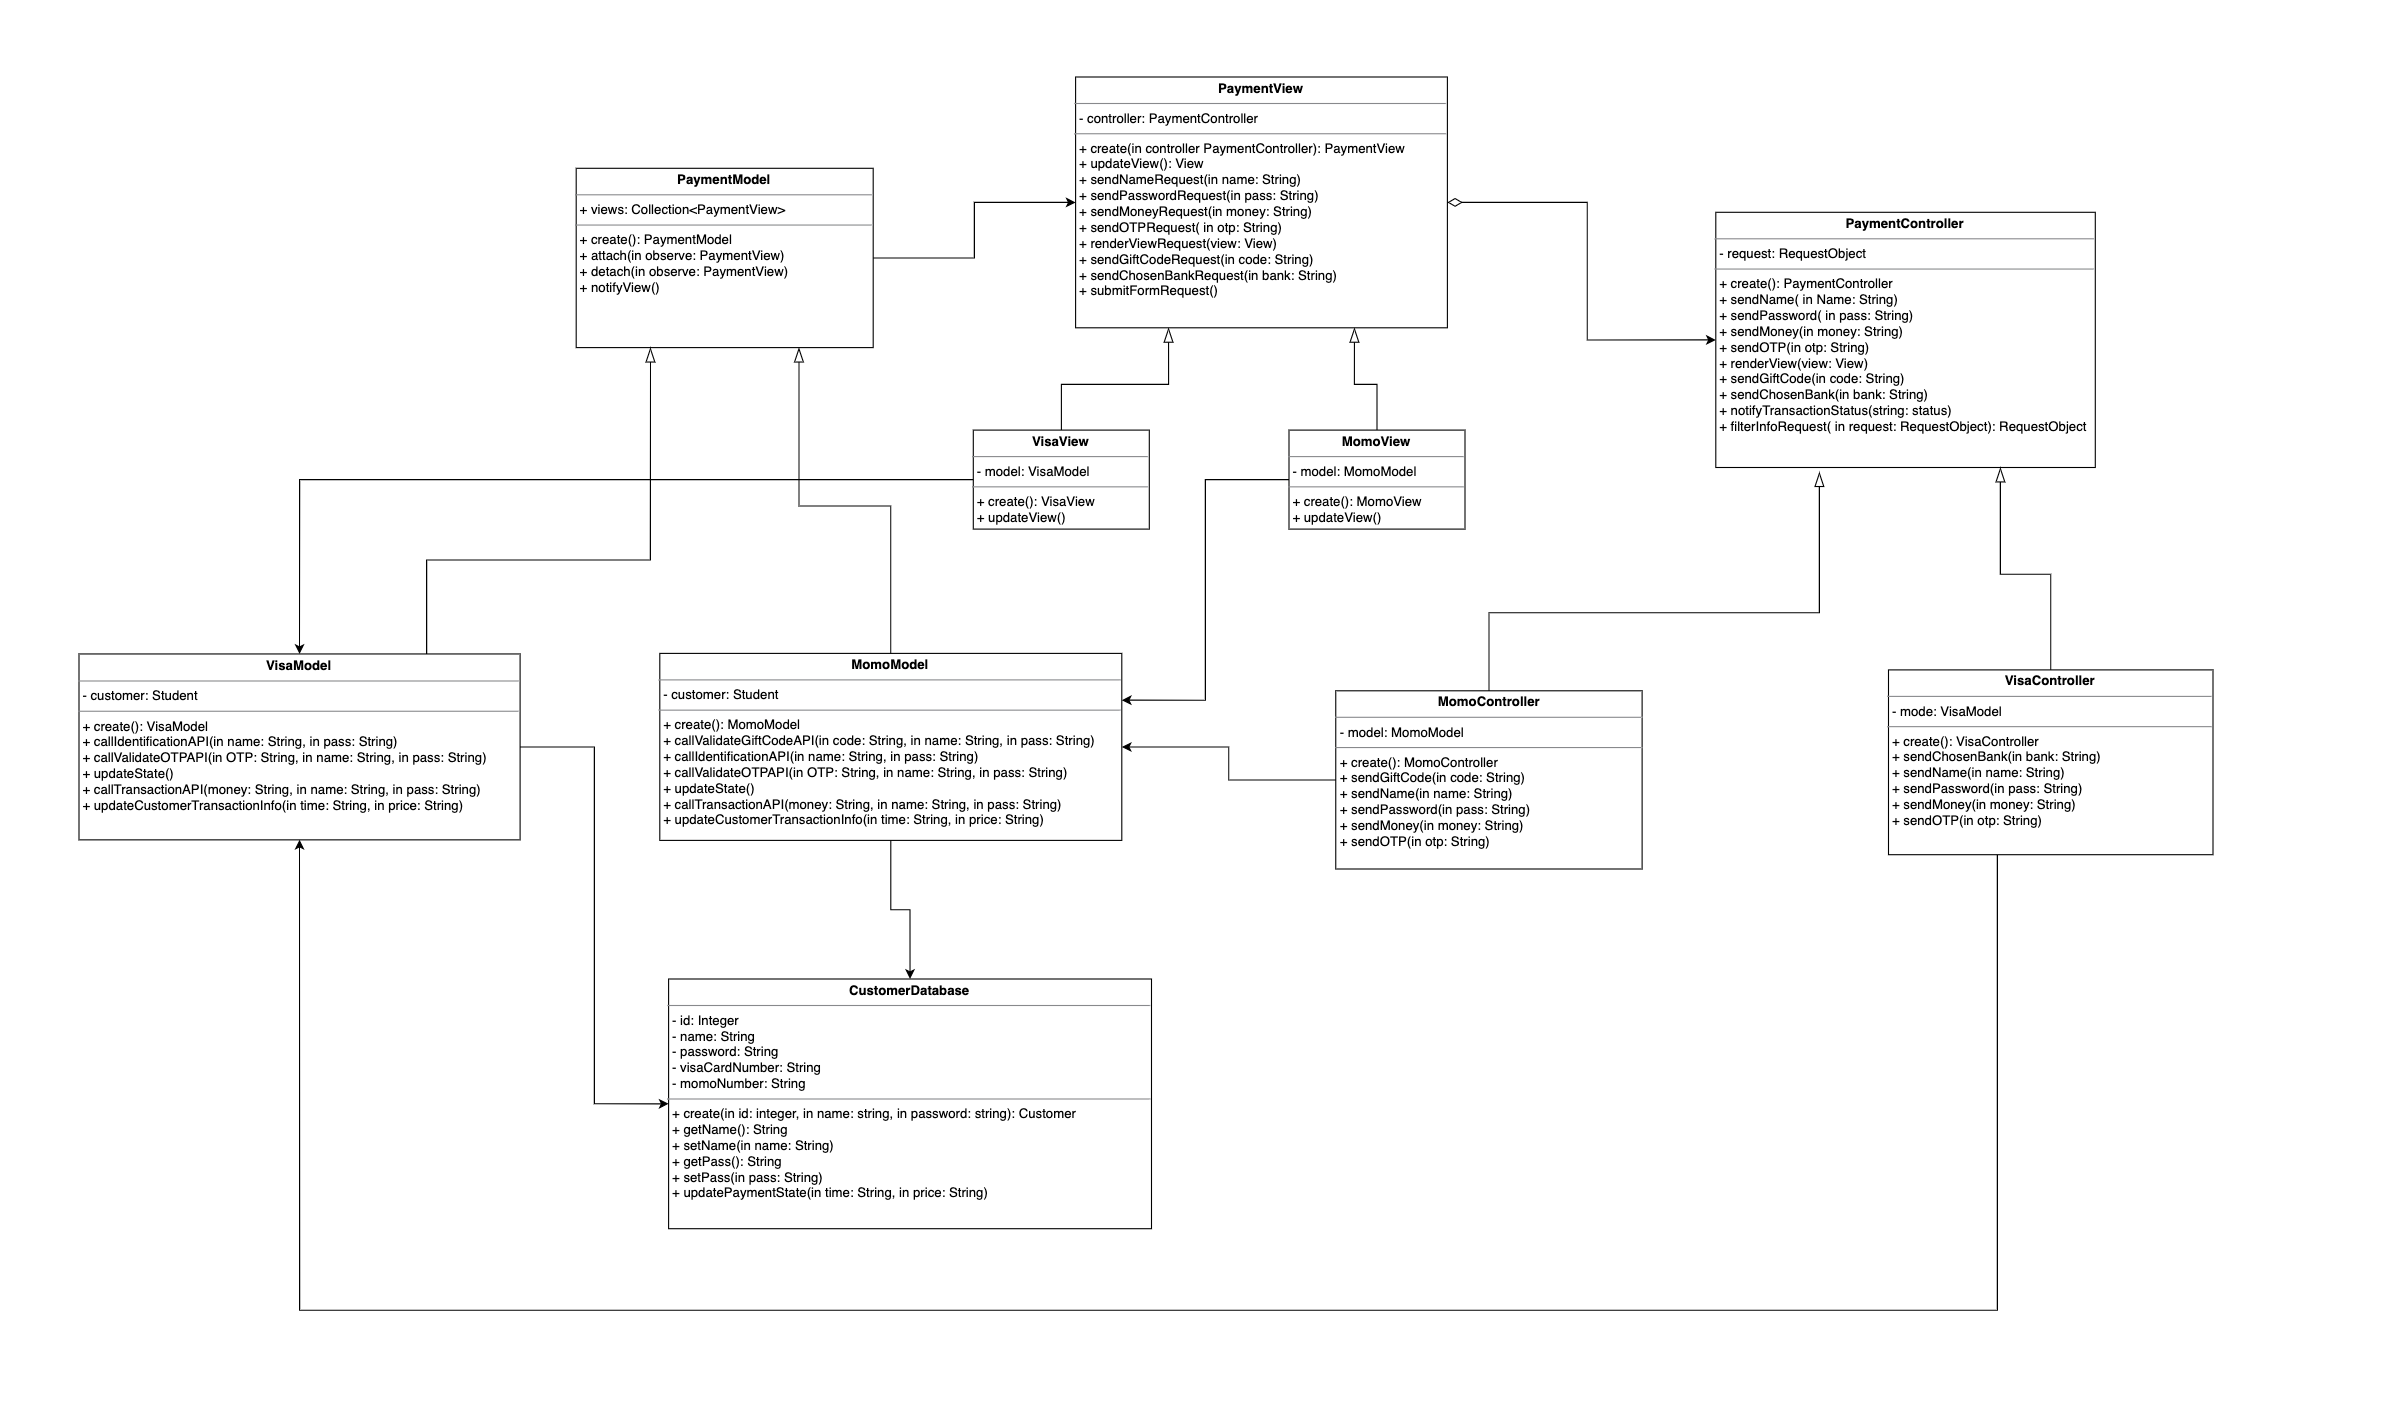 PaymentView
- controller: PaymentController
+ create(in controller PaymentController): PaymentView
+ updateView(): View
+ sendNameRequest(in name: String)
+ sendPasswordRequest(in pass: String)
+ sendMoneyRequest(in money: String)
+ sendOTPRequest( in otp: String)
+ renderViewRequest(view: View)
+ sendGiftCodeRequest(in code: String)
+ sendChosenBankRequest(in bank: String)
+ submitFormRequest()
PaymentModel
+ views: Collection<PaymentView>
+ create(): PaymentModel
+ attach(in observe: PaymentView)
+ detach(in observe: PaymentView)
+ notifyView()
PaymentController
- request: RequestObject
+ create(): PaymentController
+ sendName( in Name: String)
+ sendPassword( in pass: String)
+ sendMoney(in money: String)
+ sendOTP(in otp: String)
+ renderView(view: View)
+ sendGiftCode(in code: String)
+ sendChosenBank(in bank: String)
+ notifyTransactionStatus(string: status)
+ filterInfoRequest( in request: RequestObject): RequestObject
VisaView
- model: VisaModel
+ create(): VisaView
+ updateView()
MomoView
- model: MomoModel
+ create(): MomoView
+ updateView()
VisaModel
- customer: Student
+ create(): VisaModel
+ callIdentificationAPI(in name: String, in pass: String)
+ callValidateOTPAPI(in OTP: String, in name: String, in pass: String)
+ updateState()
+ callTransactionAPI(money: String, in name: String, in pass: String)
+ updateCustomerTransactionInfo(in time: String, in price: String)
MomoModel
- customer: Student
+ create(): MomoModel
+ callValidateGiftCodeAPI(in code: String, in name: String, in pass: String)
+ callIdentificationAPI(in name: String, in pass: String)
+ callValidateOTPAPI(in OTP: String, in name: String, in pass: String)
+ updateState()
+ callTransactionAPI(money: String, in name: String, in pass: String)
+ updateCustomerTransactionInfo(in time: String, in price: String)
MomoController
- model: MomoModel
+ create(): MomoController
+ sendGiftCode(in code: String)
+ sendName(in name: String)
+ sendPassword(in pass: String)
+ sendMoney(in money: String)
+ sendOTP(in otp: String)
VisaController
- mode: VisaModel
+ create(): VisaController
+ sendChosenBank(in bank: String)
+ sendName(in name: String)
+ sendPassword(in pass: String)
+ sendMoney(in money: String)
+ sendOTP(in otp: String)
CustomerDatabase
- id: Integer
- name: String
- password: String
- visaCardNumber: String
- momoNumber: String
+ create(in id: integer, in name: string, in password: string): Customer
+ getName(): String
+ setName(in name: String)
+ getPass(): String
+ setPass(in pass: String)
+ updatePaymentState(in time: String, in price: String)